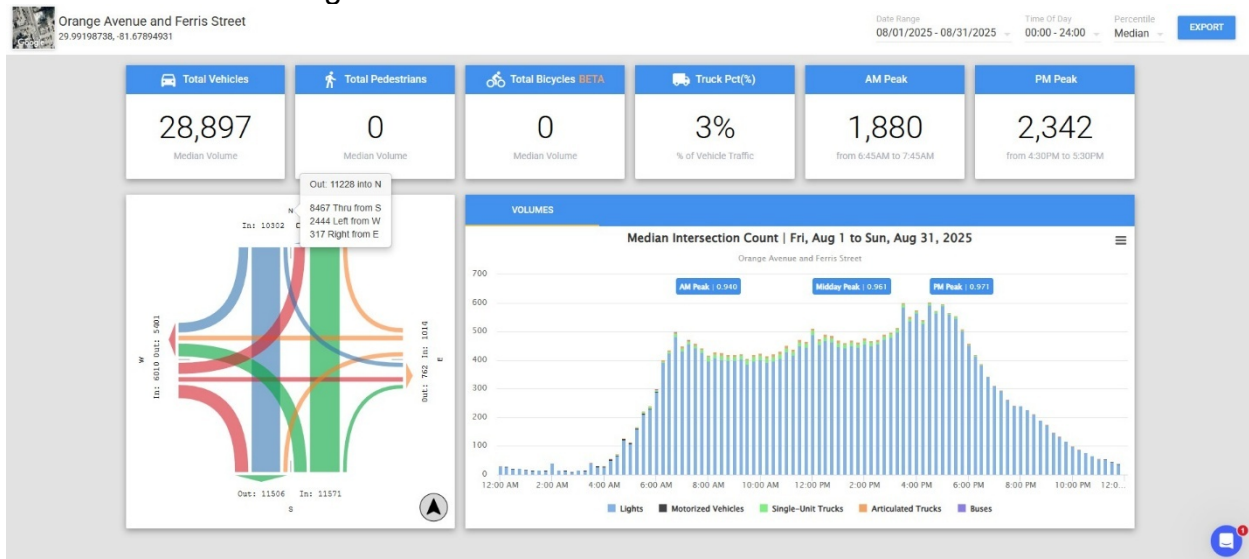 Orange Avenue and Ferris Street
29.99198738, -81.67894931
Google
Date Range
08/01/2025 - 08/31/2025
Time Of Day
00:00 - 24:00
Percentile
Median
EXPORT
Total Vehicles
28,897
Median Volume
Total Pedestrians
0
Median Volume
Total Bicycles BETA
0
Median Volume
Truck Pct(%)
3%
% of Vehicle Traffic
AM Peak
1,880
from 6:45AM to 7:45AM
PM Peak
2,342
from 4:30PM to 5:30PM
Out: 11228 into N
8467 Thru from S
2444 Left from W
317 Right from E
N
In: 10302
W
In: 6010 Out: 5401
E
Out: 762 In: 1014
Out: 11506 In: 11571
S
VOLUMES
Median Intersection Count | Fri, Aug 1 to Sun, Aug 31, 2025
Orange Avenue and Ferris Street
AM Peak | 0.940
Midday Peak | 0.961
PM Peak | 0.971
700
600
500
400
300
200
100
0
12:00 AM 2:00 AM 4:00 AM 6:00 AM 8:00 AM 10:00 AM 12:00 PM 2:00 PM 4:00 PM 6:00 PM 8:00 PM 10:00 PM 12:0...
Lights Motorized Vehicles Single-Unit Trucks Articulated Trucks Buses
1